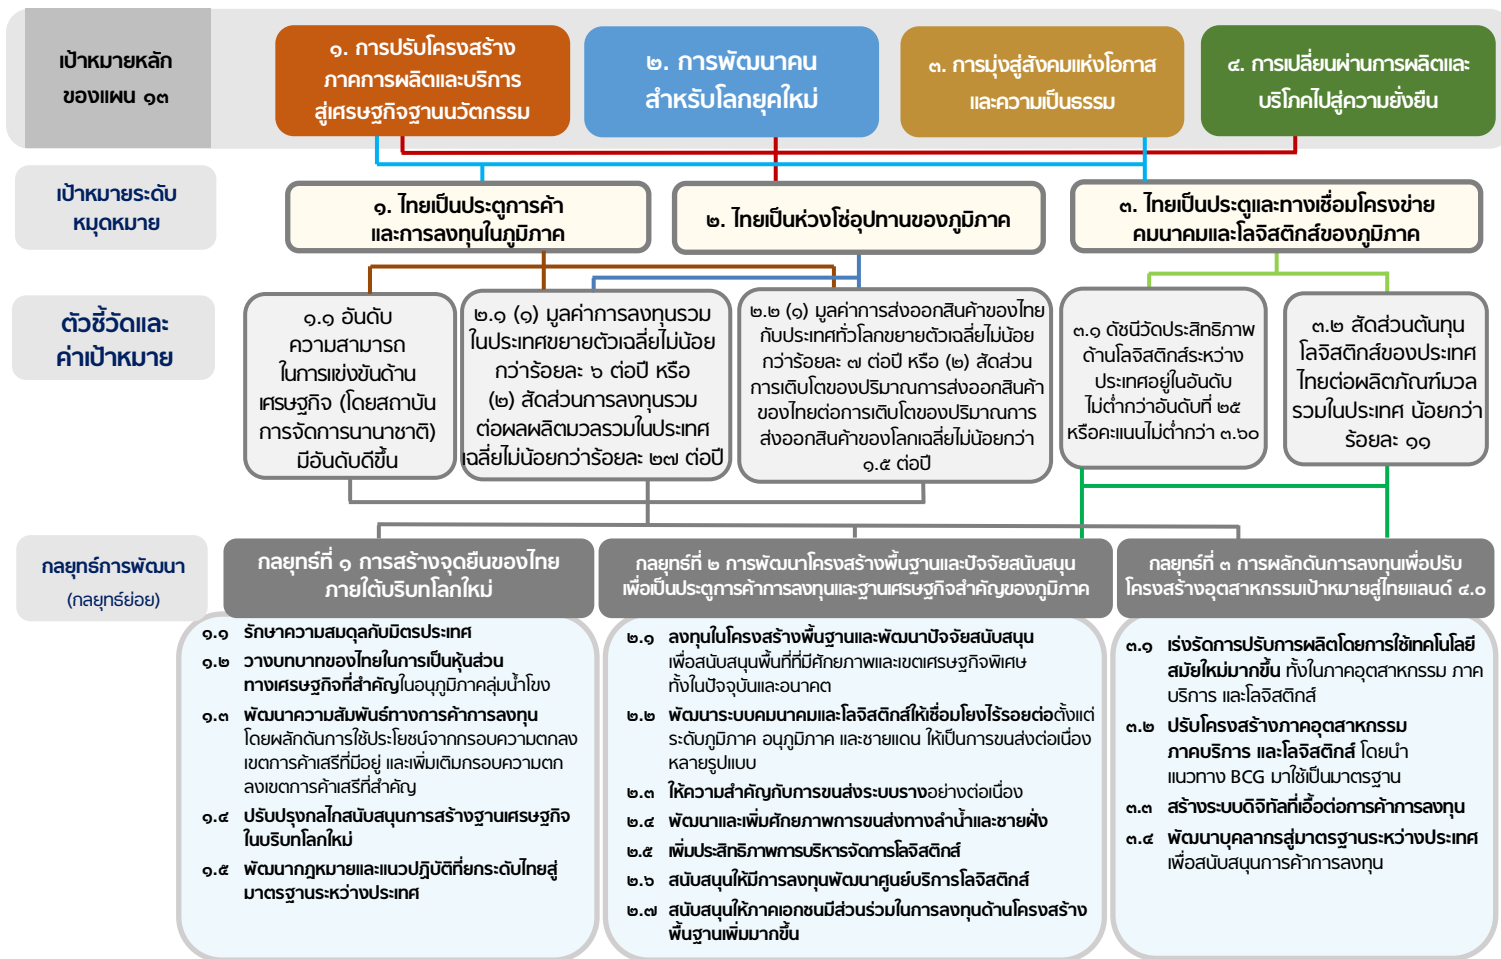 เป้าหมายหลัก
ของแผน ๑๓
๑. การปรับโครงสร้าง
ภาคการผลิตและบริการ
สู่เศรษฐกิจฐานนวัตกรรม
๒. การพัฒนาคน
สำหรับโลกยุคใหม่
๓. การมุ่งสู่สังคมแห่งโอกาส
และความเป็นธรรม
๔. การเปลี่ยนผ่านการผลิตและ
บริโภคไปสู่ความยั่งยืน
เป้าหมายระดับ
หมุดหมาย
๑. ไทยเป็นประตูการค้า
และการลงทุนในภูมิภาค
๒. ไทยเป็นห่วงโซ่อุปทานของภูมิภาค
๓. ไทยเป็นประตูและทางเชื่อมโครงข่าย
คมนาคมและโลจิสติกส์ของภูมิภาค
ตัวชี้วัดและ
ค่าเป้าหมาย
๑.๑ อันดับ
ความสามารถ
ในการแข่งขันด้าน
เศรษฐกิจ (โดยสถาบัน
การจัดการนานาชาติ)
มีอันดับดีขึ้น
๒.๑ (๑) มูลค่าการลงทุนรวม
ในประเทศขยายตัวเฉลี่ยไม่น้อย
กว่าร้อยละ ๖ ต่อปี หรือ
(๒) สัดส่วนการลงทุนรวม
ต่อผลผลิตมวลรวมในประเทศ
เฉลี่ยไม่น้อยกว่าร้อยละ ๒๗ ต่อปี
๒.๒ (๑) มูลค่าการส่งออกสินค้าของไทย
กับประเทศทั่วโลกขยายตัวเฉลี่ยไม่น้อย
กว่าร้อยละ ๗ ต่อปี หรือ (๒) สัดส่วน
การเติบโตของปริมาณการส่งออกสินค้า
ของไทยต่อการเติบโตของปริมาณการ
ส่งออกสินค้าของโลกเฉลี่ยไม่น้อยกว่า
๑.๕ ต่อปี
๓.๑ ดัชนีวัดประสิทธิภาพ
ด้านโลจิสติกส์ระหว่าง
ประเทศอยู่ในอันดับ
ไม่ต่ำกว่าอันดับที่ ๒๕
หรือคะแนนไม่ต่ำกว่า ๓.๖๐
๓.๒ สัดส่วนต้นทุน
โลจิสติกส์ของประเทศ
ไทยต่อผลิตภัณฑ์มวล
รวมในประเทศ น้อยกว่า
ร้อยละ ๑๑
กลยุทธ์การพัฒนา
(กลยุทธ์ย่อย)
กลยุทธ์ที่ ๑ การสร้างจุดยืนของไทย
ภายใต้บริบทโลกใหม่
กลยุทธ์ที่ ๒ การพัฒนาโครงสร้างพื้นฐานและปัจจัยสนับสนุน
เพื่อเป็นประตูการค้าการลงทุนและฐานเศรษฐกิจสำคัญของภูมิภาค
กลยุทธ์ที่ ๓ การผลักดันการลงทุนเพื่อปรับ
โครงสร้างอุตสาหกรรมเป้าหมายสู่ไทยแลนด์ ๔.๐
๑.๑ รักษาความสมดุลกับมิตรประเทศ
๑.๒ วางบทบาทของไทยในการเป็นหุ้นส่วน
ทางเศรษฐกิจที่สำคัญในอนุภูมิภาคลุ่มน้ำโขง
๑.๓ พัฒนาความสัมพันธ์ทางการค้าการลงทุน
โดยผลักดันการใช้ประโยชน์จากกรอบความตกลง
เขตการค้าเสรีที่มีอยู่ และเพิ่มเติมกรอบความตก
ลงเขตการค้าเสรีที่สำคัญ
๑.๔ ปรับปรุงกลไกสนับสนุนการสร้างฐานเศรษฐกิจ
ในบริบทโลกใหม่
๑.๕ พัฒนากฎหมายและแนวปฏิบัติที่ยกระดับไทยสู่
มาตรฐานระหว่างประเทศ
๒.๑ ลงทุนในโครงสร้างพื้นฐานและพัฒนาปัจจัยสนับสนุน
เพื่อสนับสนุนพื้นที่ที่มีศักยภาพและเขตเศรษฐกิจพิเศษ
ทั้งในปัจจุบันและอนาคต
๒.๒ พัฒนาระบบคมนาคมและโลจิสติกส์ให้เชื่อมโยงไร้รอยต่อตั้งแต่
ระดับภูมิภาค อนุภูมิภาค และชายแดน ให้เป็นการขนส่งต่อเนื่อง
หลายรูปแบบ
๒.๓ ให้ความสำคัญกับการขนส่งระบบรางอย่างต่อเนื่อง
๒.๔ พัฒนาและเพิ่มศักยภาพการขนส่งทางลำน้ำและชายฝั่ง
๒.๕ เพิ่มประสิทธิภาพการบริหารจัดการโลจิสติกส์
๒.๖ สนับสนุนให้มีการลงทุนพัฒนาศูนย์บริการโลจิสติกส์
๒.๗ สนับสนุนให้ภาคเอกชนมีส่วนร่วมในการลงทุนด้านโครงสร้าง
พื้นฐานเพิ่มมากขึ้น
๓.๑ เร่งรัดการปรับการผลิตโดยการใช้เทคโนโลยี
สมัยใหม่มากขึ้น ทั้งในภาคอุตสาหกรรม ภาค
บริการ และโลจิสติกส์
๓.๒ ปรับโครงสร้างภาคอุตสาหกรรม
ภาคบริการ และโลจิสติกส์ โดยนำ
แนวทาง BCG มาใช้เป็นมาตรฐาน
๓.๓ สร้างระบบดิจิทัลที่เอื้อต่อการค้าการลงทุน
๓.๔ พัฒนาบุคลากรสู่มาตรฐานระหว่างประเทศ
เพื่อสนับสนุนการค้าการลงทุน